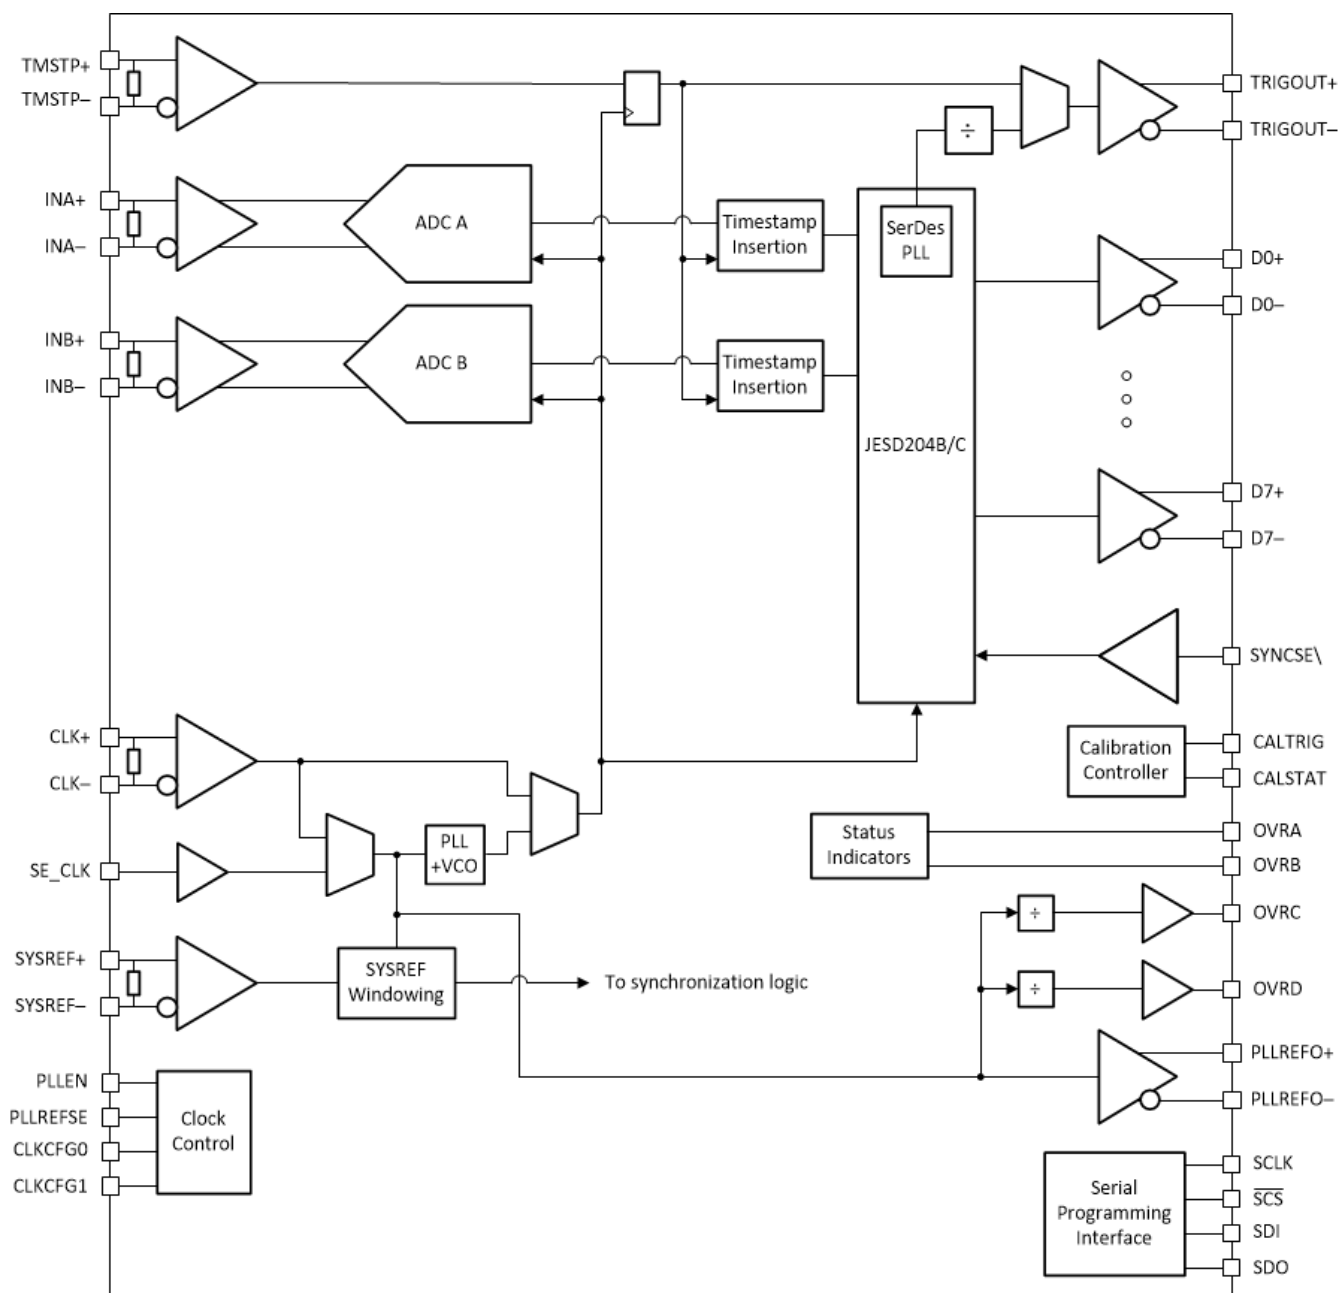 TMSTP+
TMSTP–
TRIGOUT+
TRIGOUT–
÷
INA+
INA–
ADC A
Timestamp
Insertion
SerDes
PLL
D0+
D0–
INB+
INB–
ADC B
Timestamp
Insertion
JESD204B/C
D7+
D7–
SYNCSE\
CLK+
CLK–
Calibration
Controller
CALTRIG
CALSTAT
SE_CLK
PLL
+VCO
Status
Indicators
OVRA
OVRB
÷
OVRC
SYSREF+
SYSREF–
SYSREF
Windowing
To synchronization logic
÷
OVRD
PLLREFO+
PLLREFO–
PLLEN
PLLREFSE
CLKCFG0
CLKCFG1
Clock
Control
Serial
Programming
Interface
SCLK
S̅C̅S̅
SDI
SDO